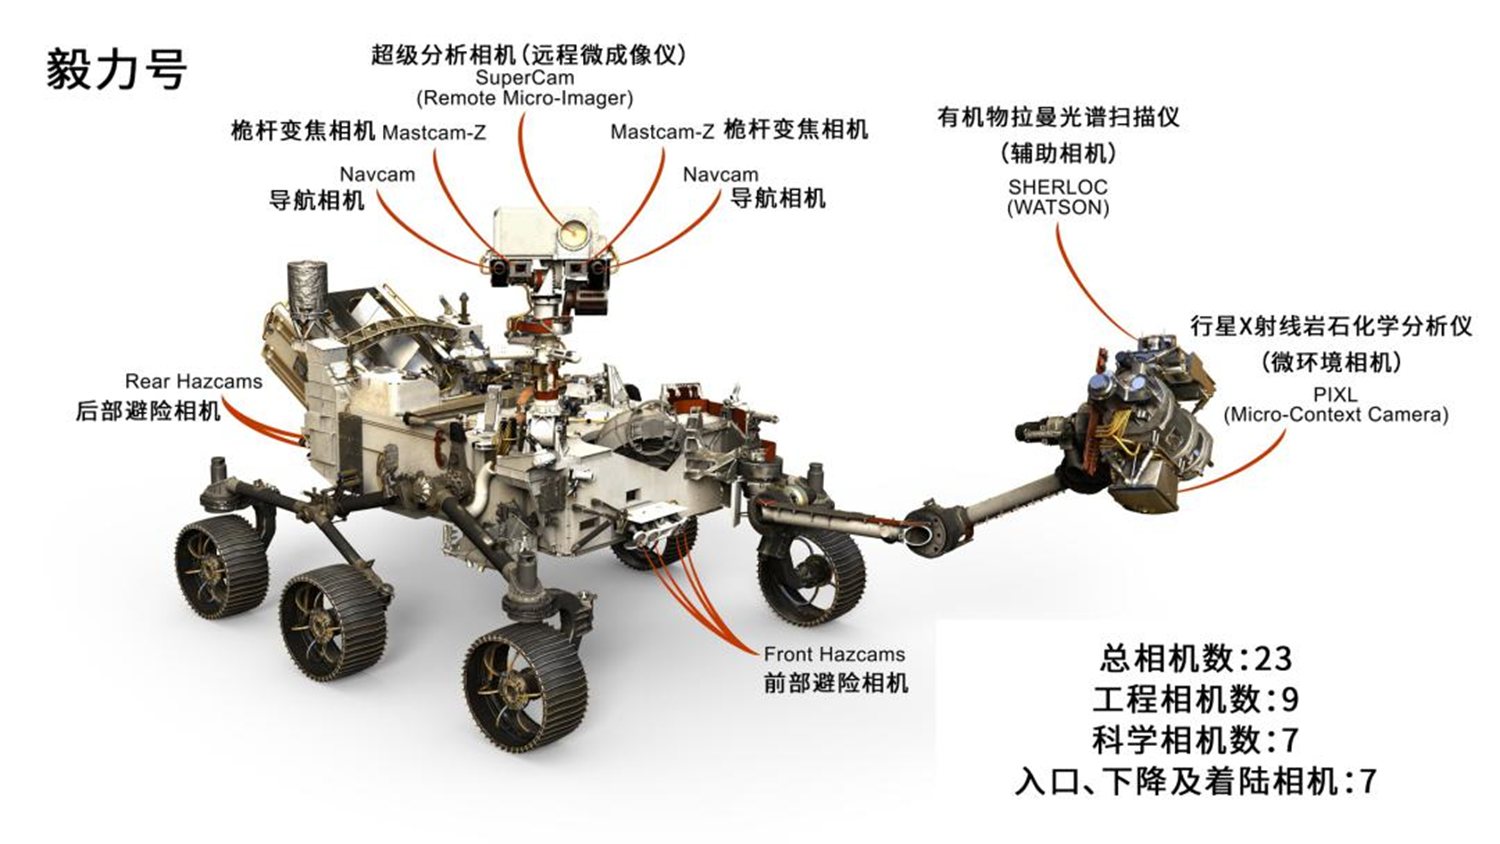 毅力号
超级分析相机（远程微成像仪）
SuperCam
(Remote Micro-Imager)
桅杆变焦相机 Mastcam-Z
Mastcam-Z 桅杆变焦相机
Navcam
导航相机
Navcam
导航相机
有机物拉曼光谱扫描仪
（辅助相机）
SHERLOC
(WATSON)
行星X射线岩石化学分析仪
（微环境相机）
PIXL
(Micro-Context Camera)
Rear Hazcams
后部避险相机
Front Hazcams
前部避险相机
总相机数：23
工程相机数：9
科学相机数：7
入口、下降及着陆相机：7